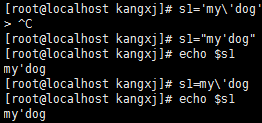 [root@localhost kangxj]# s1='my\'dog'
> ^C
[root@localhost kangxj]# s1="my'dog"
[root@localhost kangxj]# echo $s1
my'dog
[root@localhost kangxj]# s1=my\'dog
[root@localhost kangxj]# echo $s1
my'dog